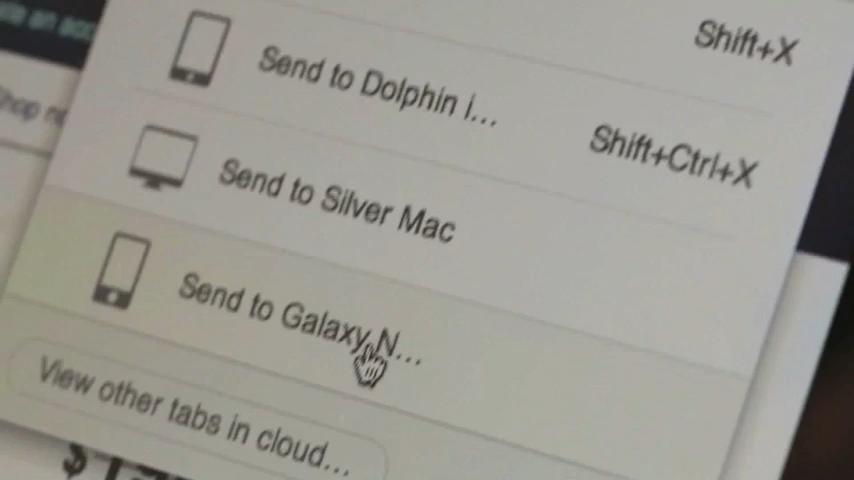 Shift+X
Send to Dolphin i...
Shift+Ctrl+X
Send to Silver Mac
Send to Galaxy N...
View other tabs in cloud...